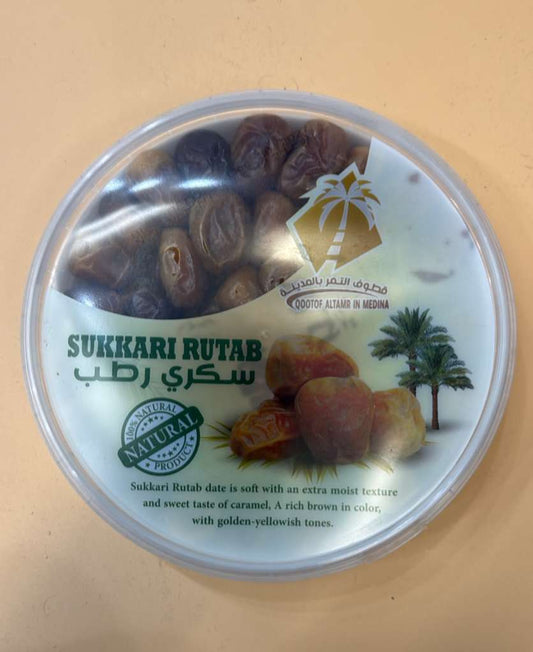 قطوف التمر بالمدينة
QOOTOF ALTAMR IN MEDINA
SUKKARI RUTAB
سكري رطب
100% NATURAL
NATURAL
PRODUCT
Sukkari Rutab date is soft with an extra moist texture
and sweet taste of caramel, A rich brown in color,
with golden-yellowish tones.